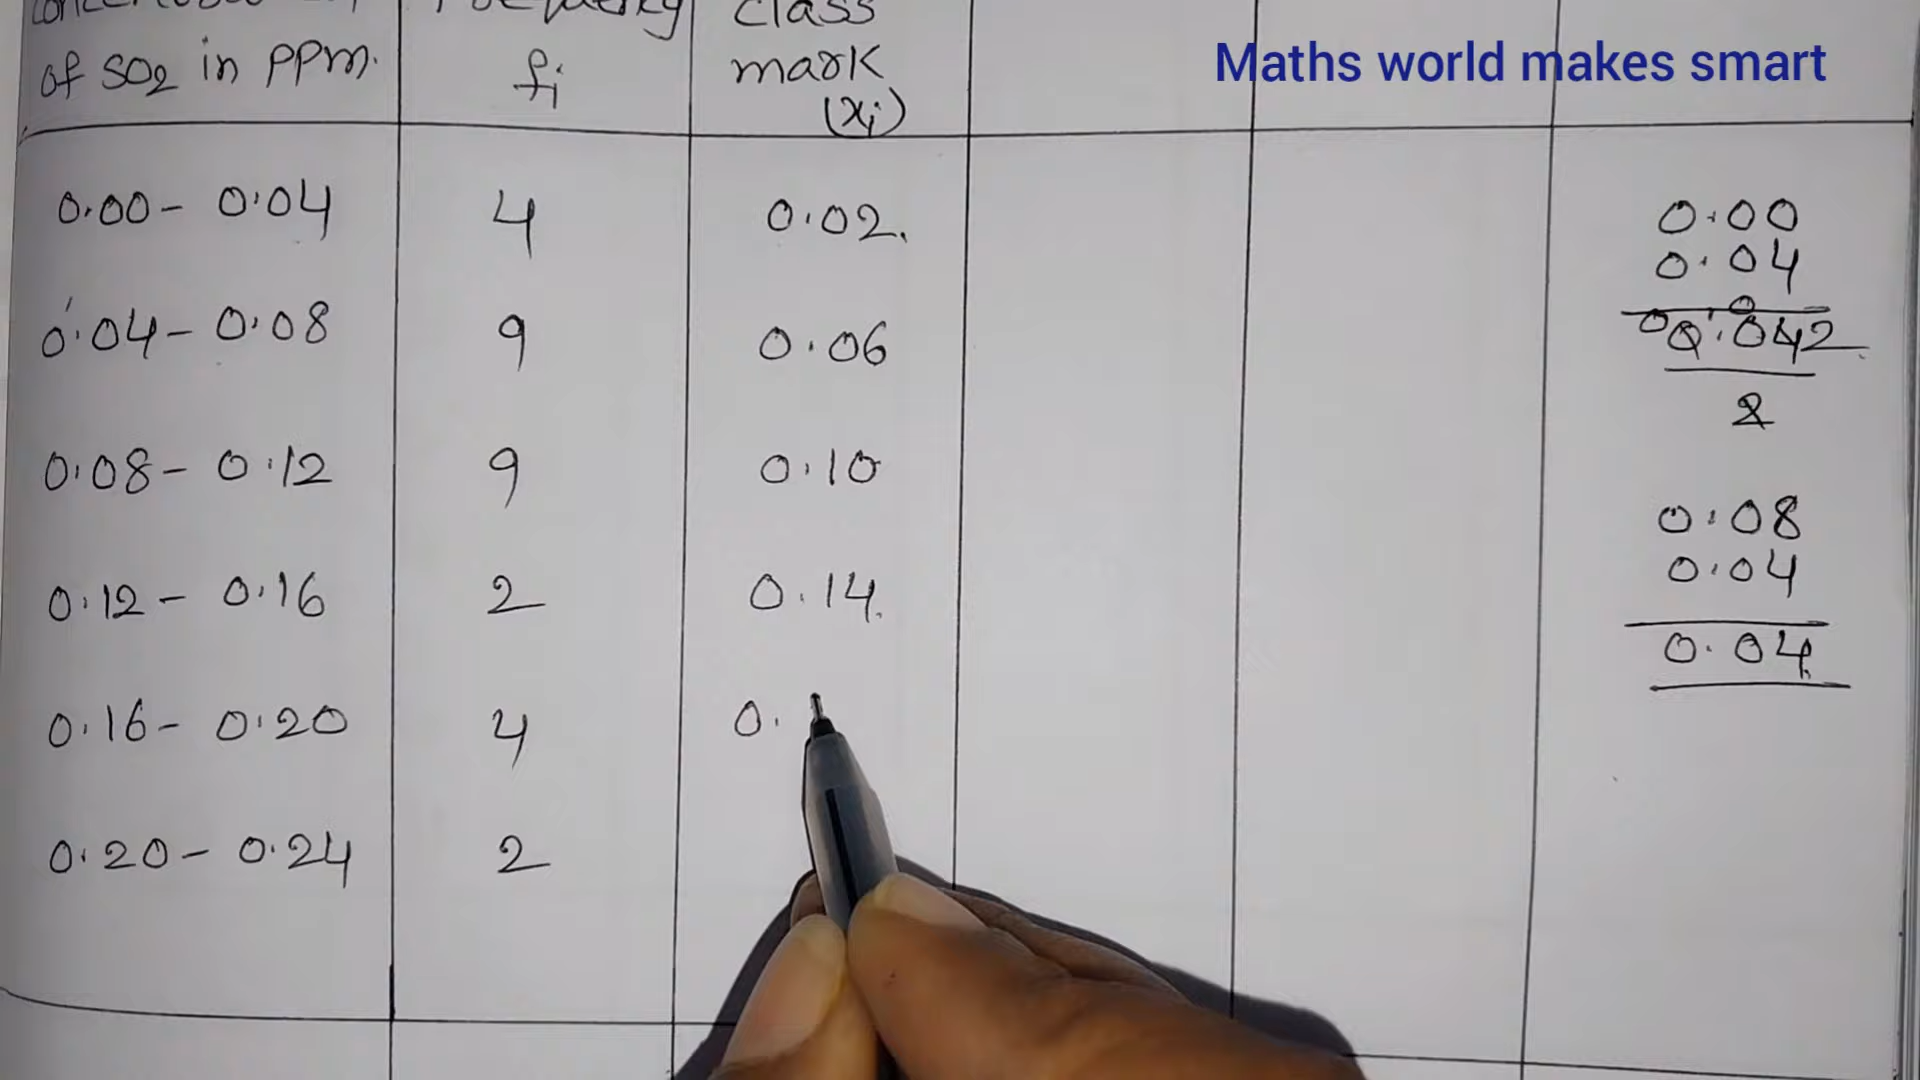 of SO2 in PPm.
fi
class
mark
(xi)
Maths world makes smart
0.00 - 0.04 4 0.02.
0.04 - 0.08 9 0.06
0.08 - 0.12 9 0.10
0.12 - 0.16 2 0.14.
0.16 - 0.20 4 0.
0.20 - 0.24 2
0.00
0.04
2
0.08
0.04
0.04